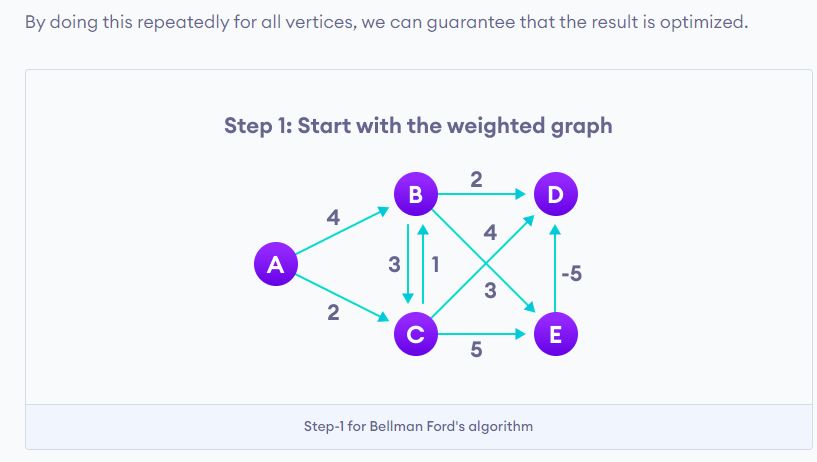 By doing this repeatedly for all vertices, we can guarantee that the result is optimized.
Step 1: Start with the weighted graph
B
2
D
4
4
A
3
1
-5
3
2
C
5
E
Step-1 for Bellman Ford's algorithm